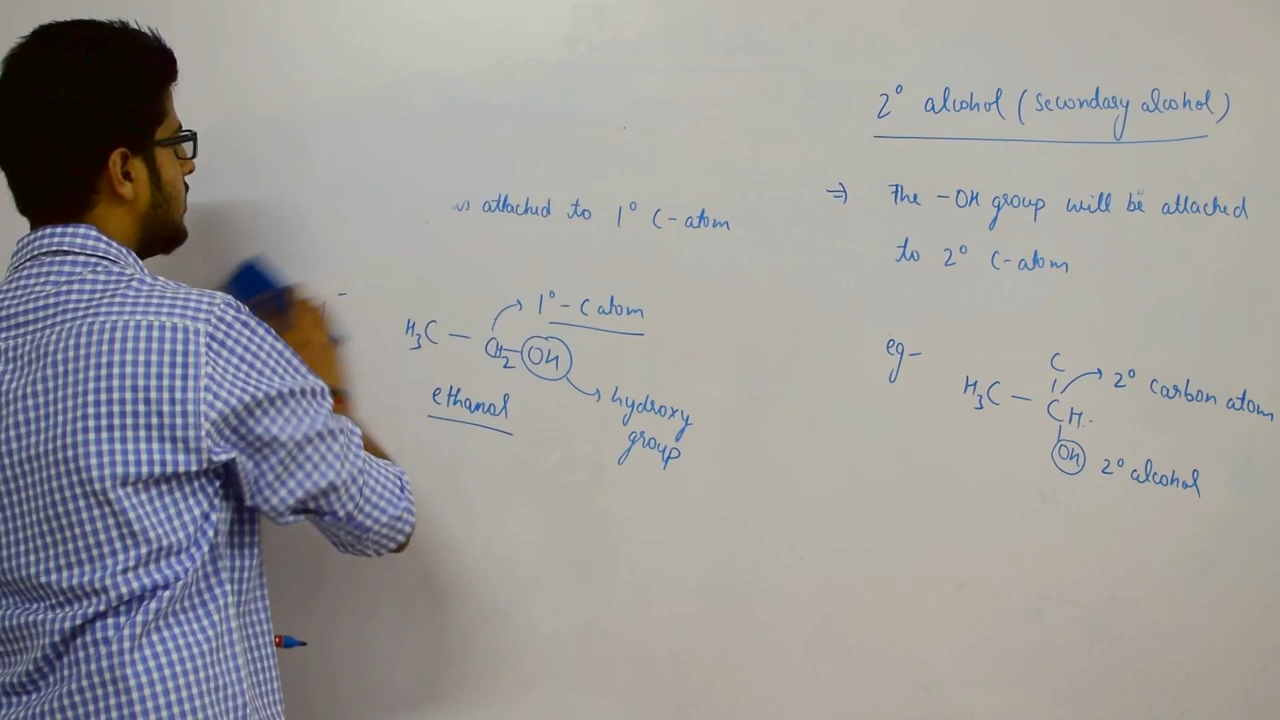 attached to 1° C-atom
1° - C atom
H₃C — CH₂ — OH
ethanol
hydroxy
group
2° alcohol (secondary alcohol)
⇒ The -OH group will be attached
to 2° C-atom
eg-
C
H₃C — CH
2° carbon atom
OH
2° alcohol